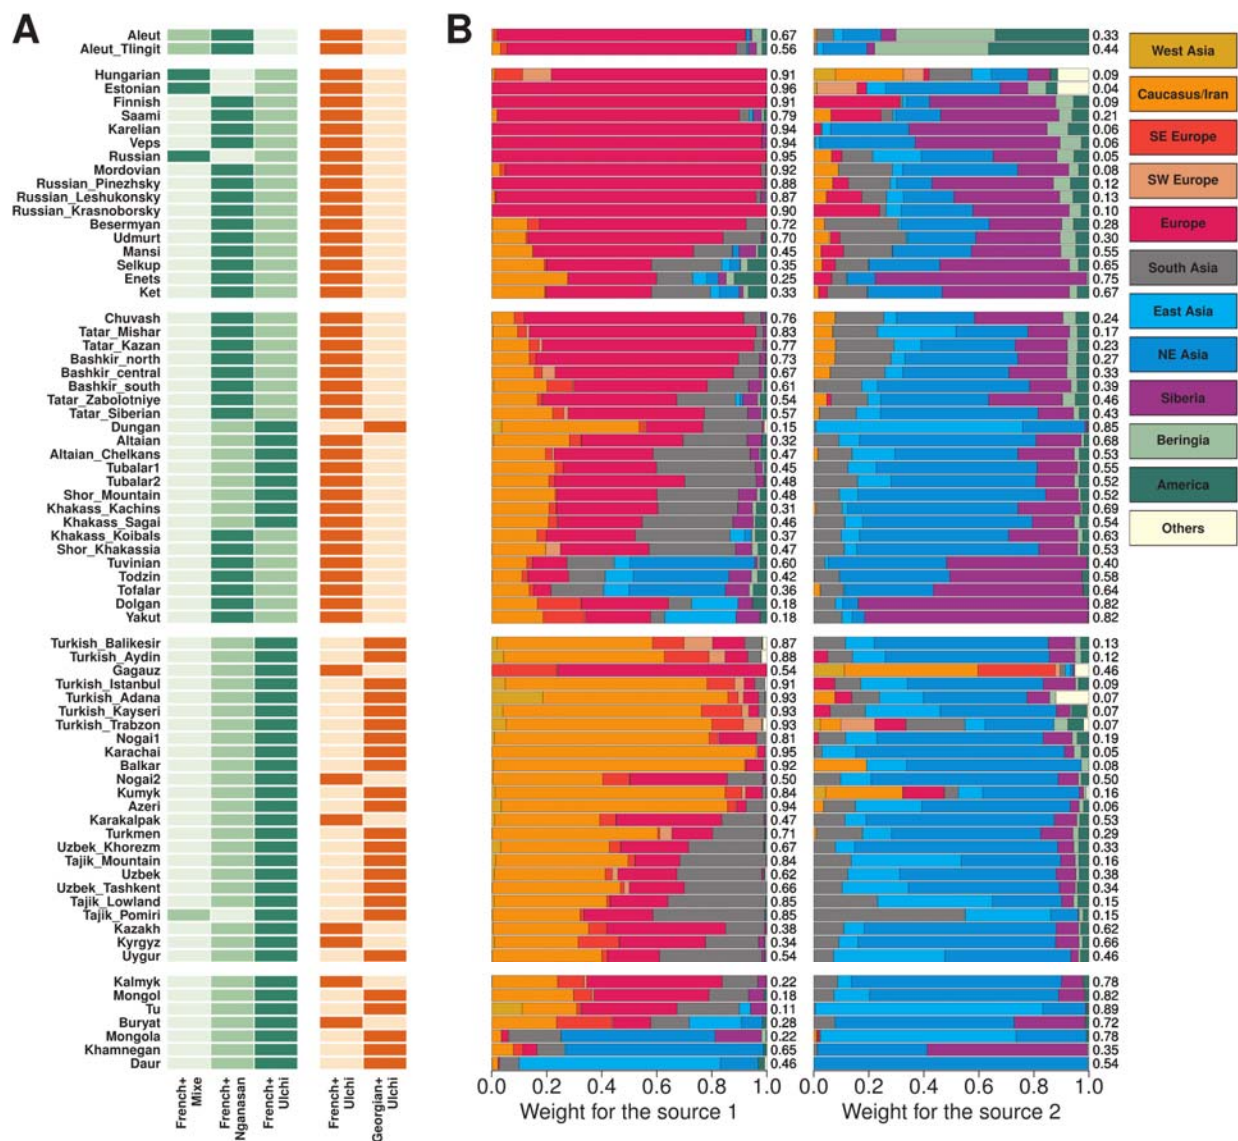 A B
Aleut 0.67 0.33
Aleut_Tlingit 0.56 0.44
Hungarian 0.91 0.09
Estonian 0.96 0.04
Finnish 0.91 0.09
Saami 0.79 0.21
Karelian 0.94 0.06
Veps 0.94 0.06
Russian 0.95 0.05
Mordovian 0.92 0.08
Russian_Pinezhsky 0.88 0.12
Russian_Leshukonsky 0.87 0.13
Russian_Krasnoborsky 0.90 0.10
Besermyan 0.72 0.28
Udmurt 0.70 0.30
Mansi 0.45 0.55
Selkup 0.35 0.65
Enets 0.25 0.75
Ket 0.33 0.67
Chuvash 0.76 0.24
Tatar_Mishar 0.83 0.17
Tatar_Kazan 0.77 0.23
Bashkir_north 0.73 0.27
Bashkir_central 0.67 0.33
Bashkir_south 0.61 0.39
Tatar_Zabolotniye 0.54 0.46
Tatar_Siberian 0.57 0.43
Dungan 0.15 0.85
Altaian 0.32 0.68
Altaian_Chelkans 0.47 0.53
Tubalar1 0.45 0.55
Tubalar2 0.48 0.52
Shor_Mountain 0.48 0.52
Khakass_Kachins 0.31 0.69
Khakass_Sagai 0.46 0.54
Khakass_Koibals 0.37 0.63
Shor_Khakassia 0.47 0.53
Tuvinian 0.60 0.40
Todzin 0.42 0.58
Tofalar 0.36 0.64
Dolgan 0.18 0.82
Yakut 0.18 0.82
Turkish_Balikesir 0.87 0.13
Turkish_Aydin 0.88 0.12
Gagauz 0.54 0.46
Turkish_Istanbul 0.91 0.09
Turkish_Adana 0.93 0.07
Turkish_Kayseri 0.93 0.07
Turkish_Trabzon 0.93 0.07
Nogai1 0.81 0.19
Karachai 0.95 0.05
Balkar 0.92 0.08
Nogai2 0.50 0.50
Kumyk 0.84 0.16
Azeri 0.94 0.06
Karakalpak 0.47 0.53
Turkmen 0.71 0.29
Uzbek_Khorezm 0.67 0.33
Tajik_Mountain 0.84 0.16
Uzbek 0.62 0.38
Uzbek_Tashkent 0.66 0.34
Tajik_Lowland 0.85 0.15
Tajik_Pomiri 0.85 0.15
Kazakh 0.38 0.62
Kyrgyz 0.34 0.66
Uygur 0.54 0.46
Kalmyk 0.22 0.78
Mongol 0.18 0.82
Tu 0.11 0.89
Buryat 0.28 0.72
Mongola 0.22 0.78
Khamnegan 0.65 0.35
Daur 0.46 0.54
French+
Mixe
French+
Nganasan
French+
Ulchi
French+
Ulchi
Georgian+
Ulchi
0.0 0.2 0.4 0.6 0.8 1.0
Weight for the source 1
0.0 0.2 0.4 0.6 0.8 1.0
Weight for the source 2
West Asia
Caucasus/Iran
SE Europe
SW Europe
Europe
South Asia
East Asia
NE Asia
Siberia
Beringia
America
Others